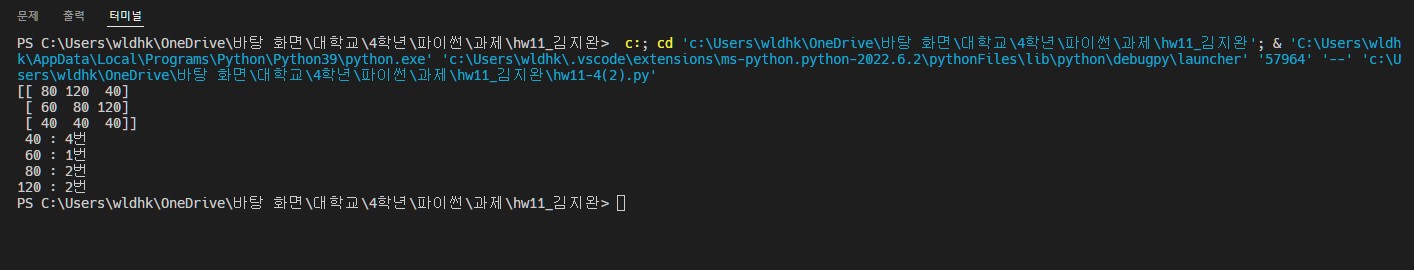 문제 출력 터미널
PS C:\Users\wldhk\OneDrive\바탕 화면\대학교\4학년\파이썬\과제\hw11_김지완>  c:; cd 'c:\Users\wldhk\OneDrive\바탕 화면\대학교\4학년\파이썬\과제\hw11_김지완'; & 'C:\Users\wldh
k\AppData\Local\Programs\Python\Python39\python.exe' 'c:\Users\wldhk\.vscode\extensions\ms-python.python-2022.6.2\pythonFiles\lib\python\debugpy\launcher' '57964' '--' 'c:\U
sers\wldhk\OneDrive\바탕 화면\대학교\4학년\파이썬\과제\hw11_김지완\hw11-4(2).py'
[[ 80 120  40]
 [ 60  80 120]
 [ 40  40  40]]
 40 : 4번
 60 : 1번
 80 : 2번
120 : 2번
PS C:\Users\wldhk\OneDrive\바탕 화면\대학교\4학년\파이썬\과제\hw11_김지완>